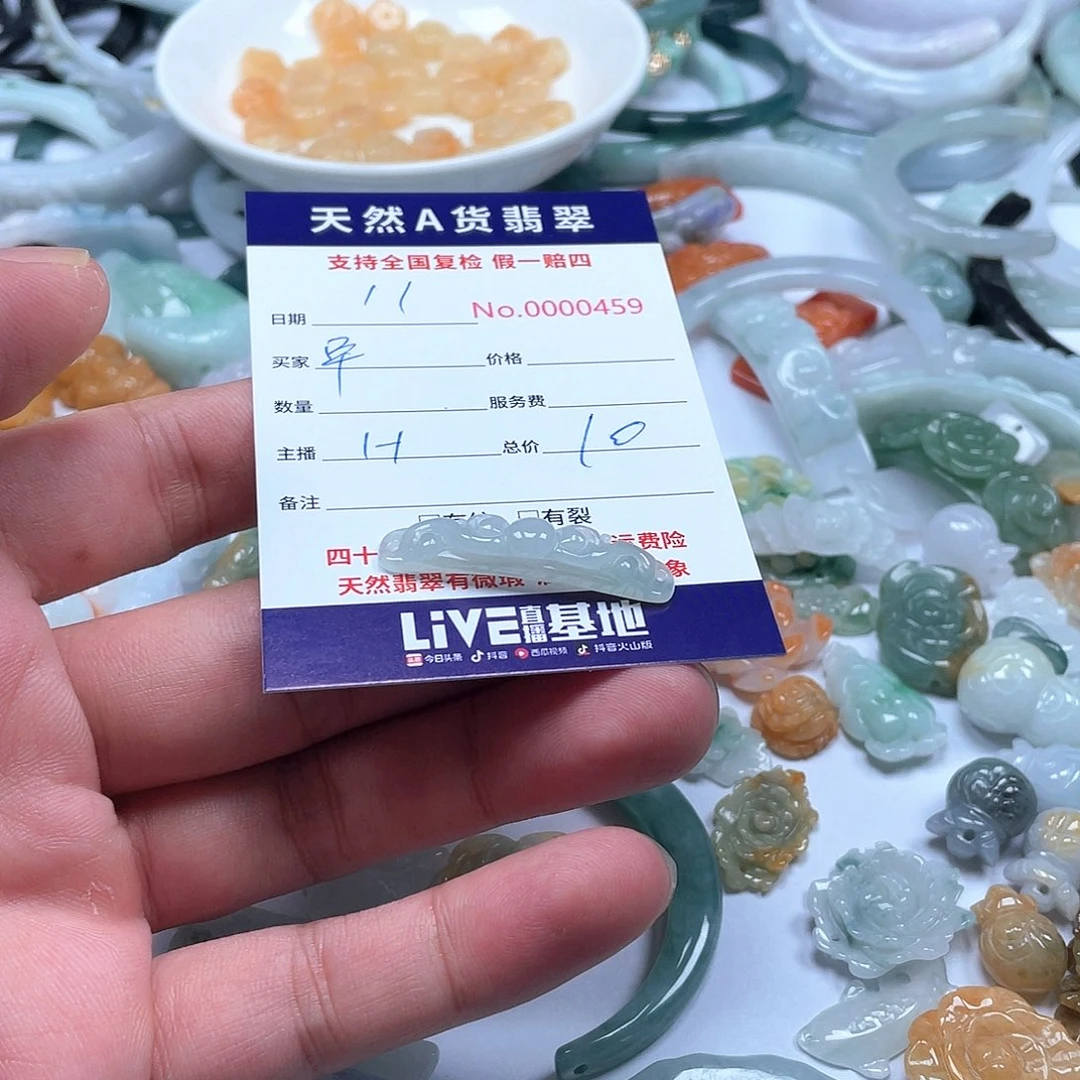 天然A货翡翠
支持全国复检 假一赔四
日期 11 No.0000459
买家 价格
数量 服务费
主播 H 总价 10
备注
有裂
四十 运费险
天然翡翠有微瑕 象
LiVE直播基地
头条 今日头条 抖音 西瓜视频 抖音火山版